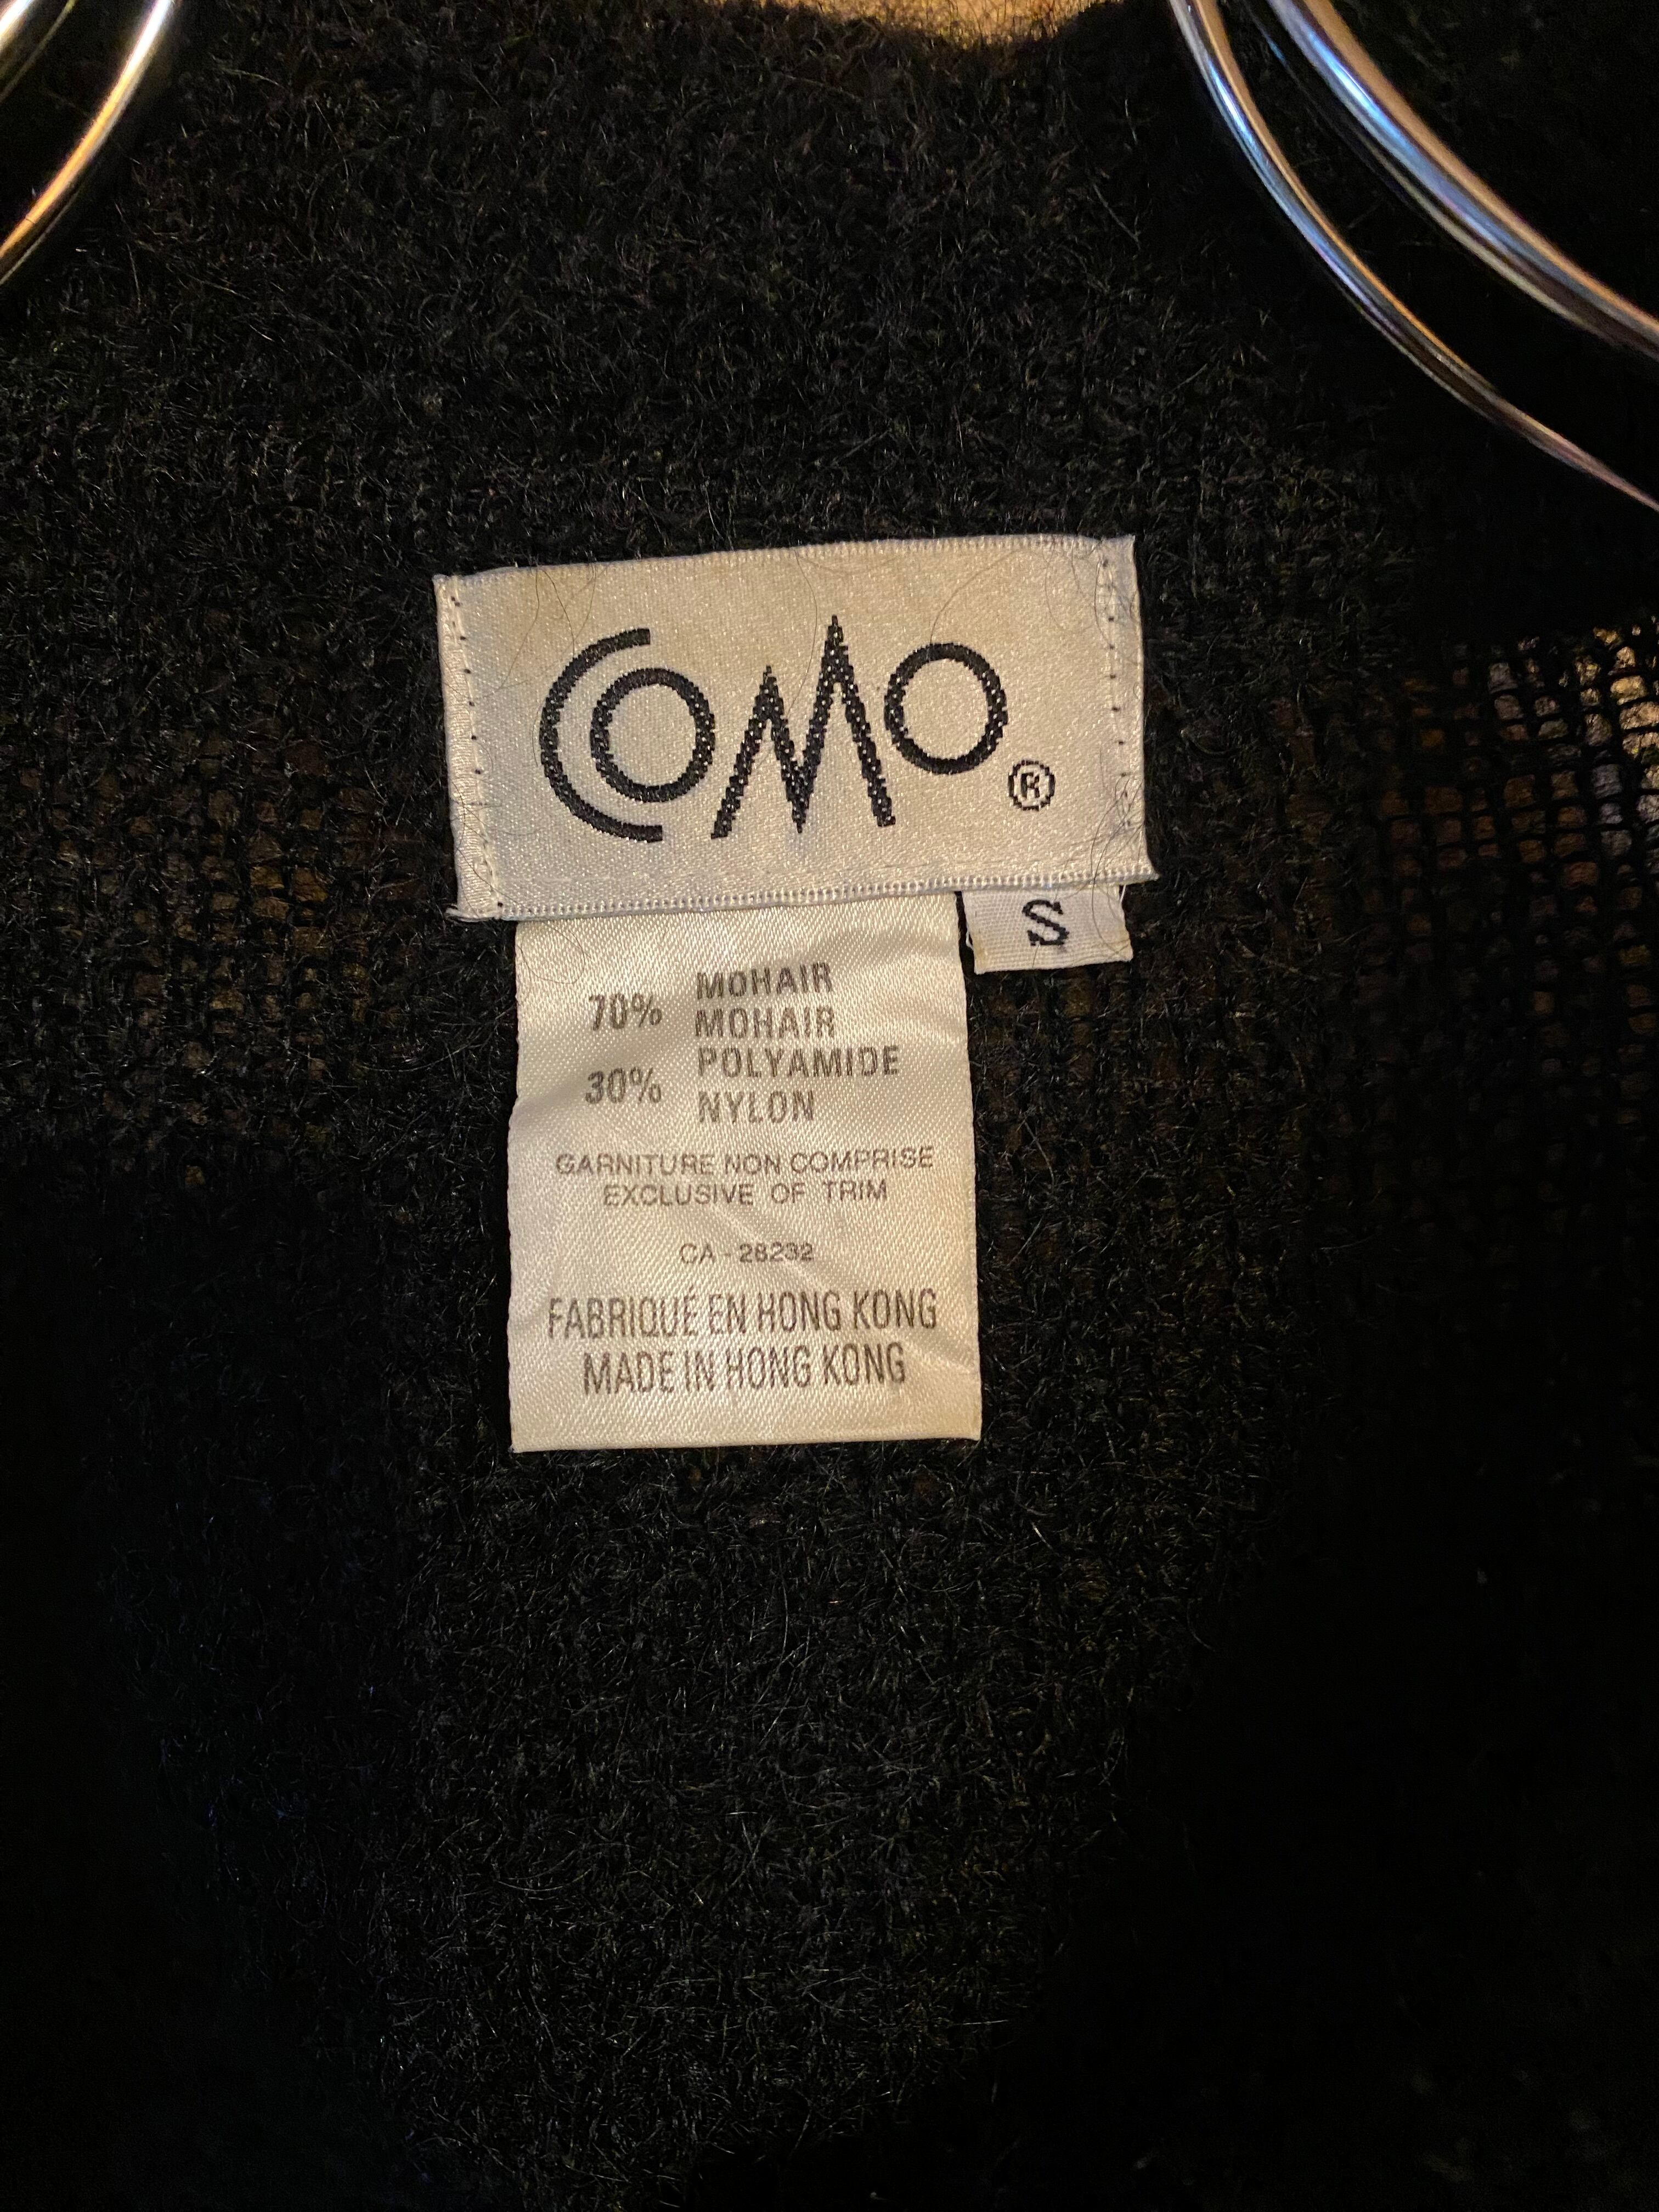 COMO ®
S
70% MOHAIR
MOHAIR
30% POLYAMIDE
NYLON
GARNITURE NON COMPRISE
EXCLUSIVE OF TRIM
CA - 28232
FABRIQUÉ EN HONG KONG
MADE IN HONG KONG